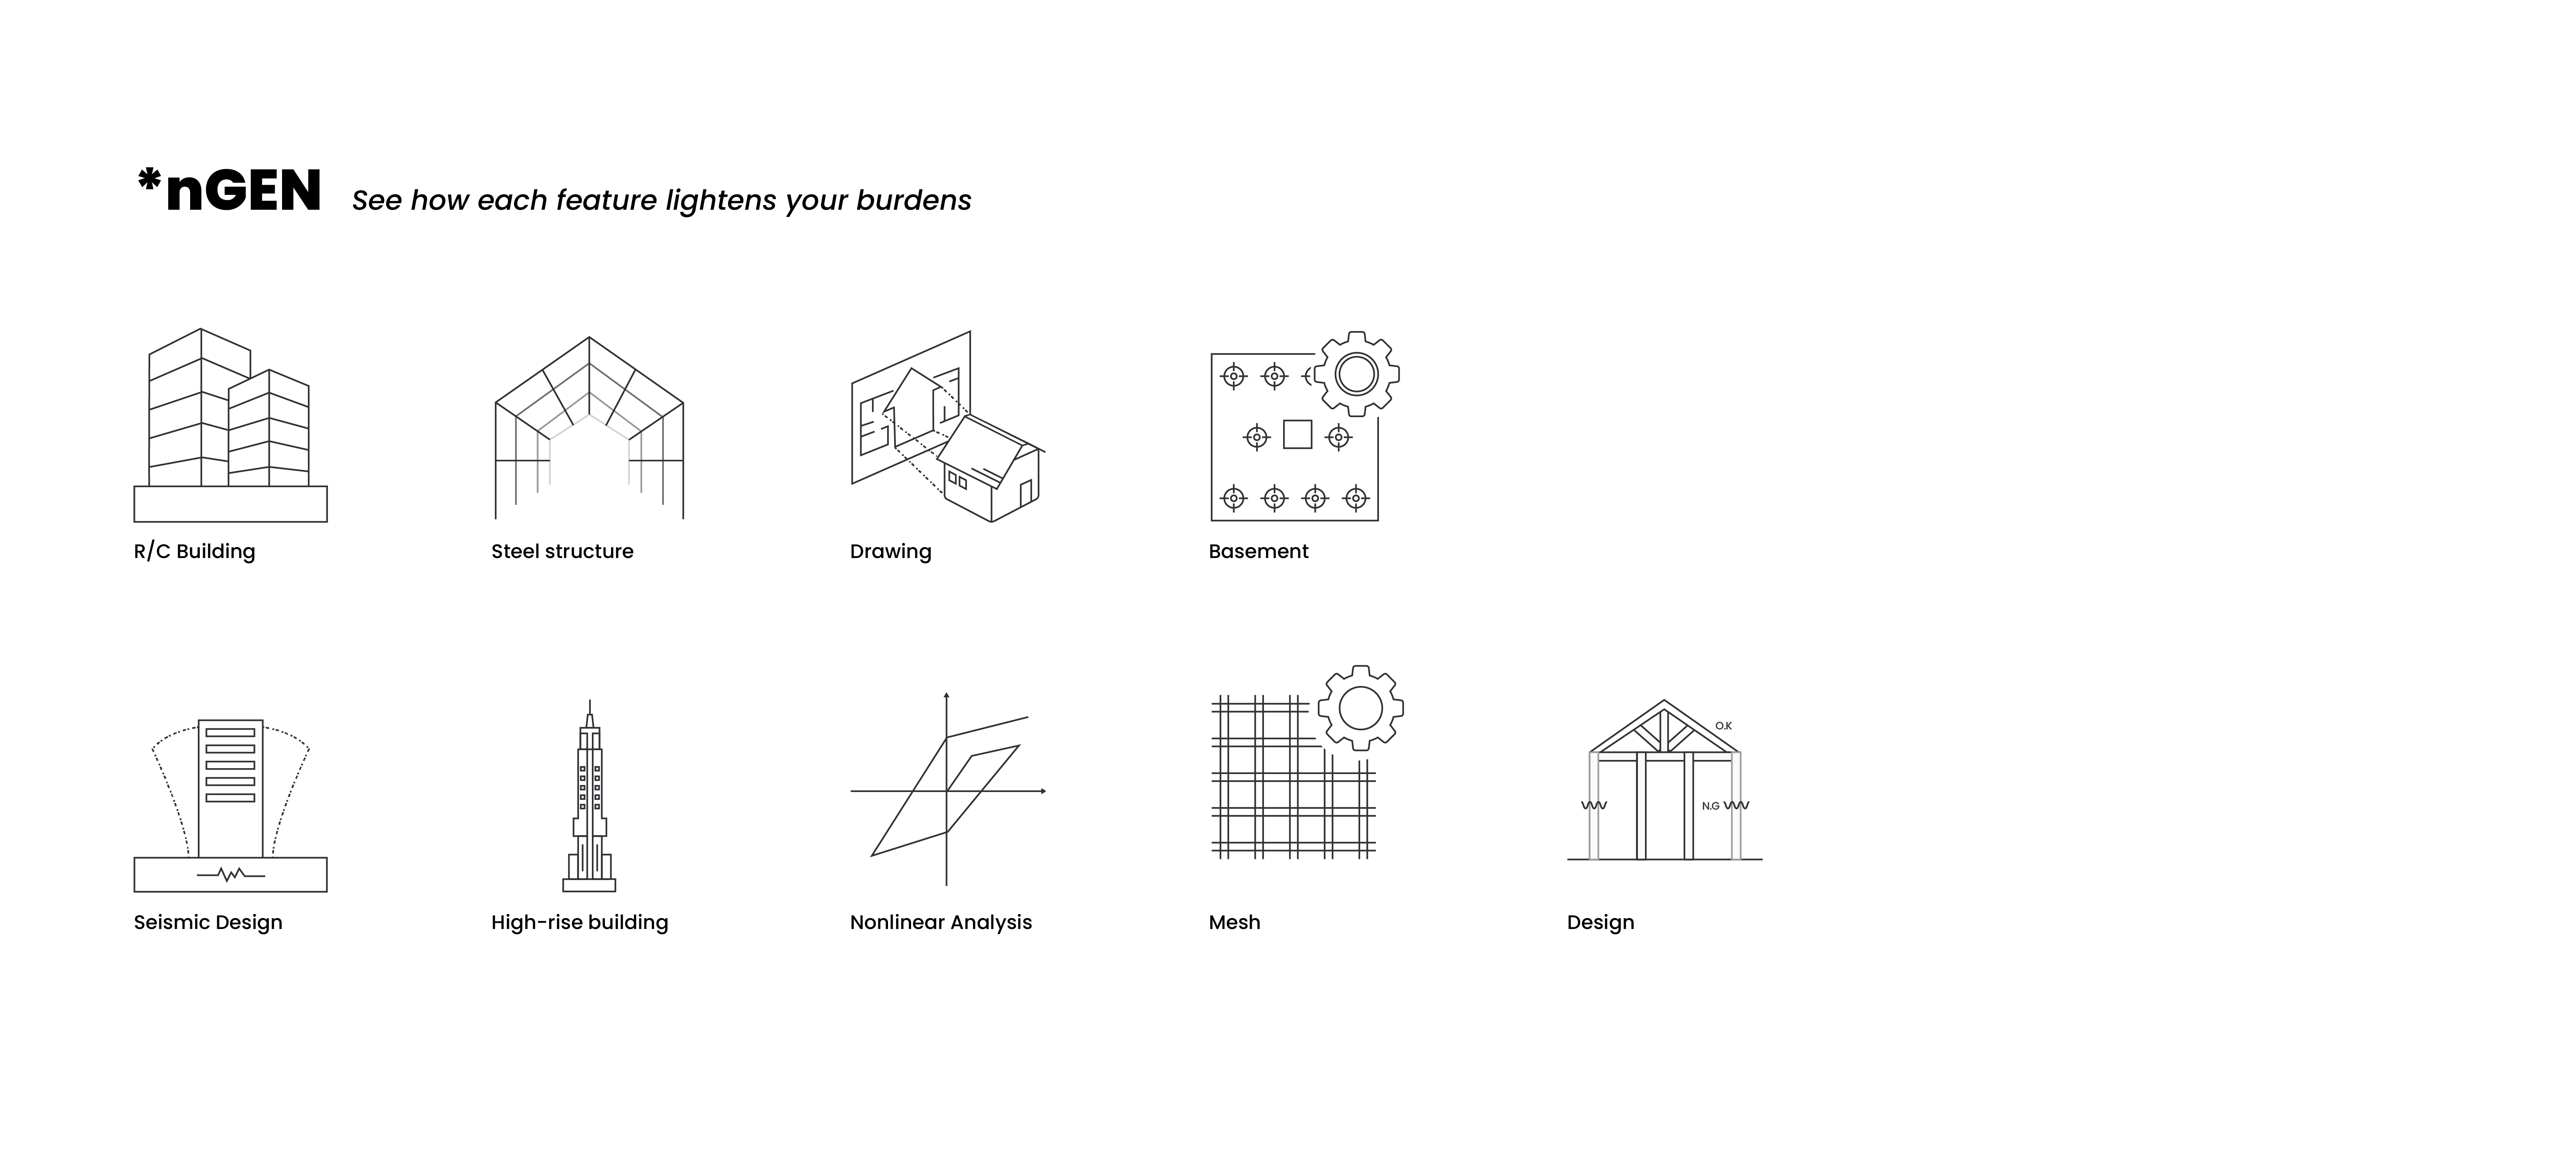 *nGEN See how each feature lightens your burdens
R/C Building
Steel structure
Drawing
Basement
O.K
N.G
Seismic Design
High-rise building
Nonlinear Analysis
Mesh
Design